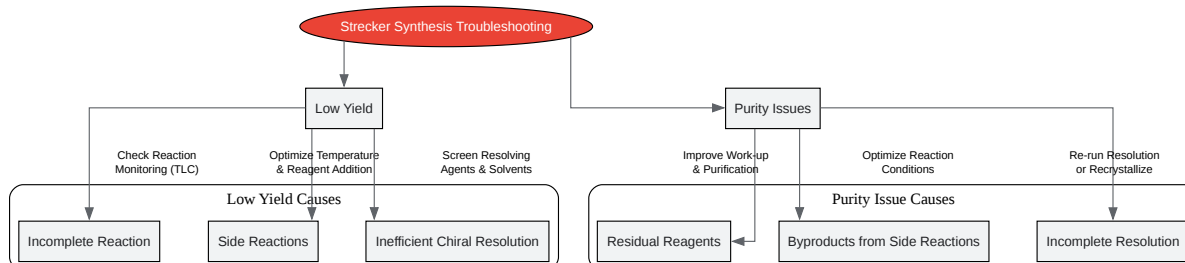 Strecker Synthesis Troubleshooting
Low Yield
Purity Issues
Check Reaction
Monitoring (TLC)
Optimize Temperature
& Reagent Addition
Screen Resolving
Agents & Solvents
Improve Work-up
& Purification
Optimize Reaction
Conditions
Re-run Resolution
or Recrystallize
Low Yield Causes
Purity Issue Causes
Incomplete Reaction
Side Reactions
Inefficient Chiral Resolution
Residual Reagents
Byproducts from Side Reactions
Incomplete Resolution